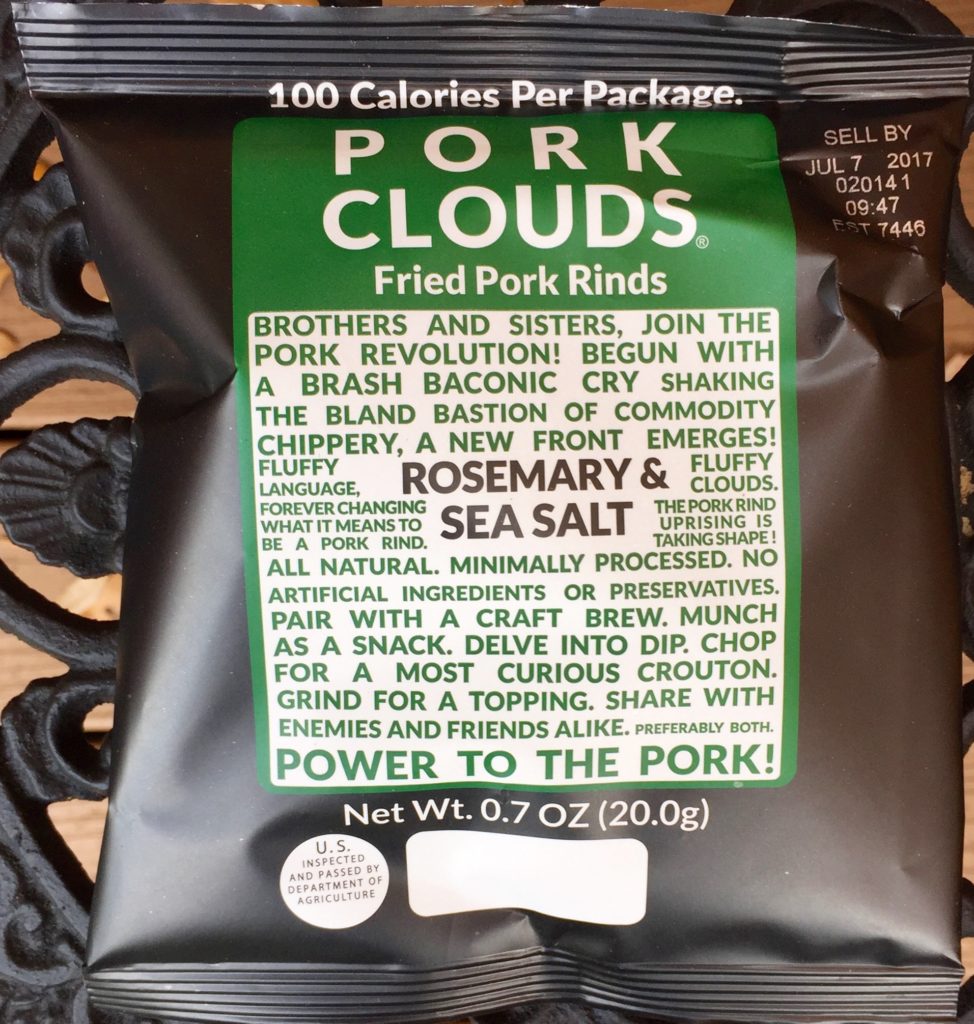 100 Calories Per Package.
PORK
CLOUDS®
Fried Pork Rinds
SELL BY
JUL 7 2017
020141
09:47
EST 7446
BROTHERS AND SISTERS, JOIN THE
PORK REVOLUTION! BEGUN WITH
A BRASH BACONIC CRY SHAKING
THE BLAND BASTION OF COMMODITY
CHIPPERY, A NEW FRONT EMERGES!
FLUFFY
LANGUAGE,
FOREVER CHANGING
WHAT IT MEANS TO
BE A PORK RIND.
ROSEMARY &
SEA SALT
FLUFFY
CLOUDS.
THE PORK RIND
UPRISING IS
TAKING SHAPE!
ALL NATURAL. MINIMALLY PROCESSED. NO
ARTIFICIAL INGREDIENTS OR PRESERVATIVES.
PAIR WITH A CRAFT BREW. MUNCH
AS A SNACK. DELVE INTO DIP. CHOP
FOR A MOST CURIOUS CROUTON.
GRIND FOR A TOPPING. SHARE WITH
ENEMIES AND FRIENDS ALIKE. PREFERABLY BOTH.
POWER TO THE PORK!
Net Wt. 0.7 OZ (20.0g)
U.S.
INSPECTED
AND PASSED BY
DEPARTMENT OF
AGRICULTURE